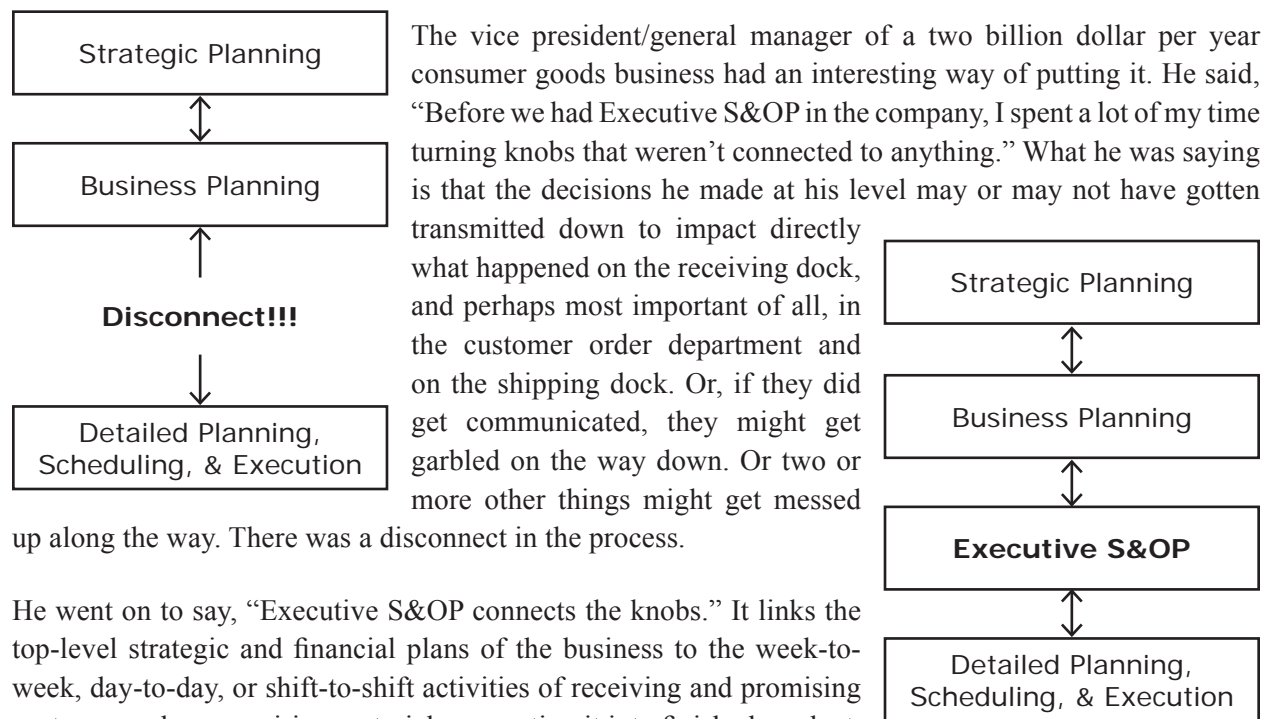 Strategic Planning
Business Planning
Disconnect!!!
Detailed Planning,
Scheduling, & Execution
The vice president/general manager of a two billion dollar per year
consumer goods business had an interesting way of putting it. He said,
“Before we had Executive S&OP in the company, I spent a lot of my time
turning knobs that weren’t connected to anything.” What he was saying
is that the decisions he made at his level may or may not have gotten
transmitted down to impact directly
what happened on the receiving dock,
and perhaps most important of all, in
the customer order department and
on the shipping dock. Or, if they did
get communicated, they might get
garbled on the way down. Or two or
more other things might get messed
up along the way. There was a disconnect in the process.
Strategic Planning
Business Planning
Executive S&OP
Detailed Planning,
Scheduling, & Execution
He went on to say, “Executive S&OP connects the knobs.” It links the
top-level strategic and financial plans of the business to the week-to-
week, day-to-day, or shift-to-shift activities of receiving and promising